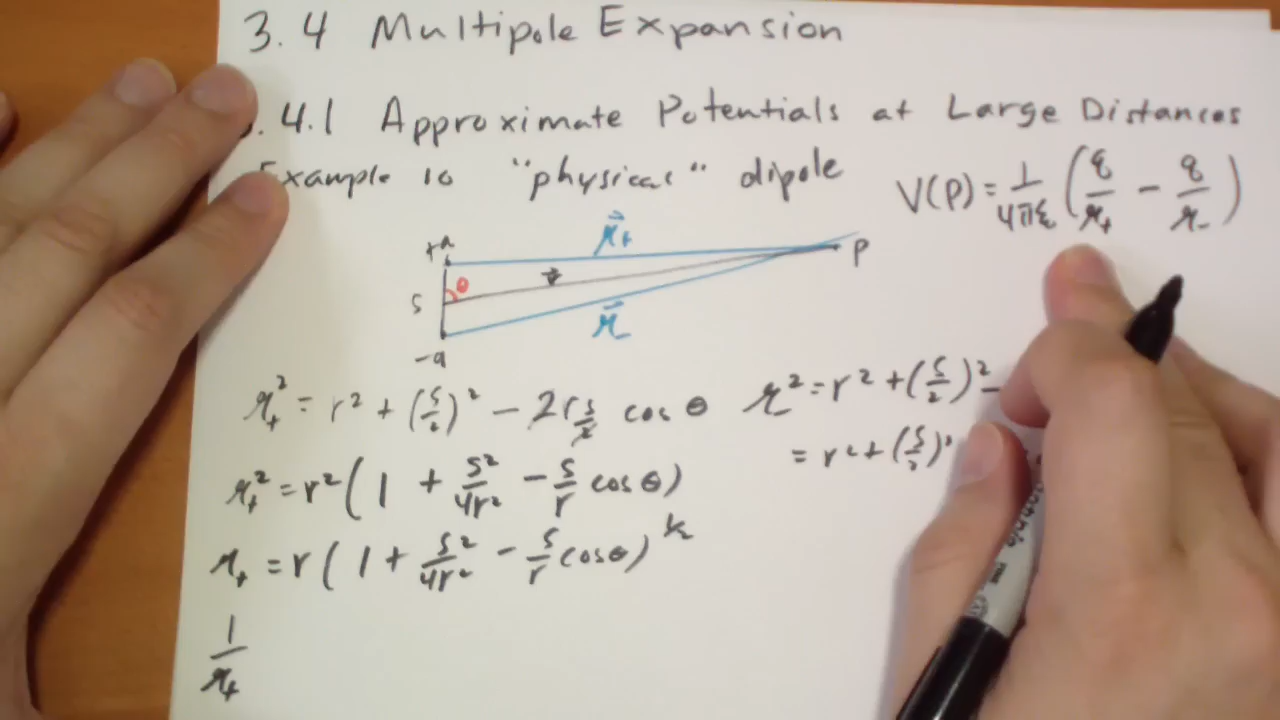 3.4 Multipole Expansion
.4.1 Approximate Potentials at Large Distances
Example 10 "physical" dipole
V(P) = 1/4πε₀ (q/𝓇₊ − q/𝓇₋)
+q
𝓇₊
P
θ
r
s
𝓇
−q
𝓇₊² = r² + (s/2)² − 2r s/2 cos θ
𝓇² = r² + (s/2)² −
= r² + (s/2)²
𝓇₊² = r² (1 + s²/4r² − s/r cos θ)
𝓇₊ = r (1 + s²/4r² − s/r cos θ)^½
1/𝓇₊